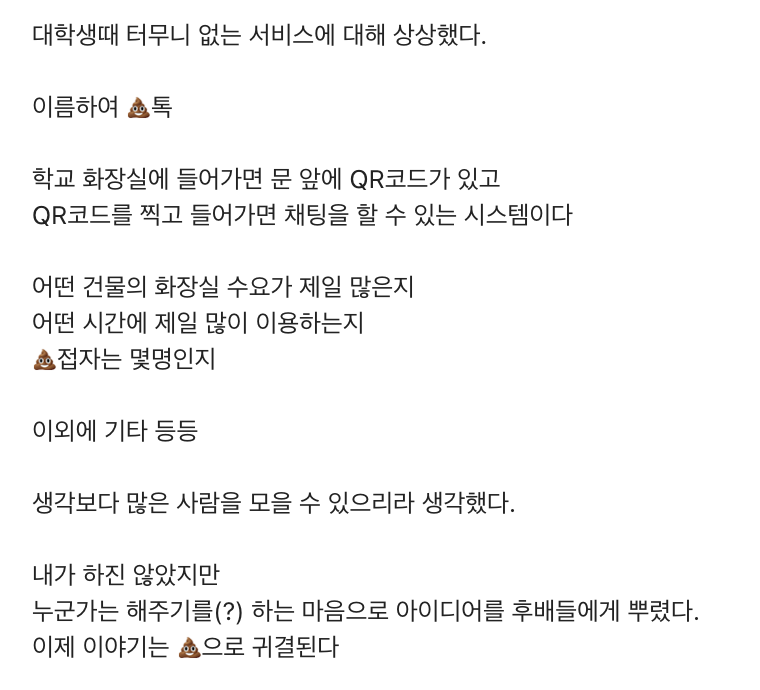 대학생때 터무니 없는 서비스에 대해 상상했다.
이름하여 💩톡
학교 화장실에 들어가면 문 앞에 QR코드가 있고
QR코드를 찍고 들어가면 채팅을 할 수 있는 시스템이다
어떤 건물의 화장실 수요가 제일 많은지
어떤 시간에 제일 많이 이용하는지
💩접자는 몇명인지
이외에 기타 등등
생각보다 많은 사람을 모을 수 있으리라 생각했다.
내가 하진 않았지만
누군가는 해주기를(?) 하는 마음으로 아이디어를 후배들에게 뿌렸다.
이제 이야기는 💩으로 귀결된다